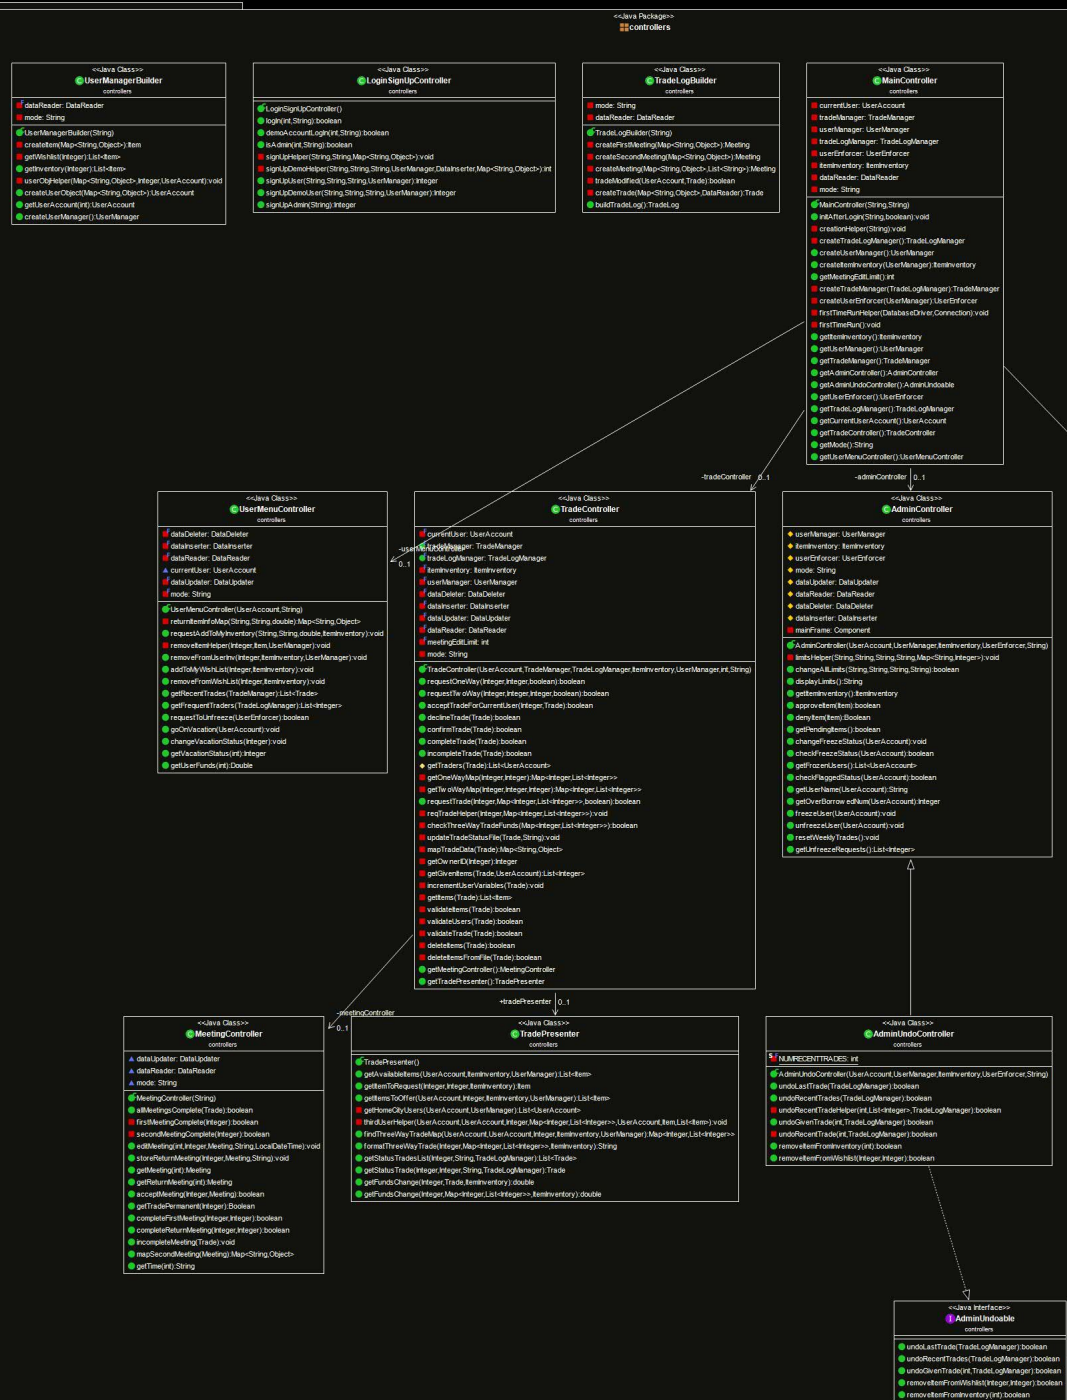 <<Java Package>>
controllers
<<Java Class>>
UserManagerBuilder
controllers
dataReader: DataReader
mode: String
UserManagerBuilder(String)
createItem(Map<String,Object>):Item
getWishlist(Integer):List<Item>
getInventory(Integer):List<Item>
userObjHelper(Map<String,Object>,Integer,UserAccount):void
createUserObject(Map<String,Object>):UserAccount
getUserAccount(int):UserAccount
createUserManager():UserManager
<<Java Class>>
LoginSignUpController
controllers
LoginSignUpController()
login(int,String):boolean
demoAccountLogIn(int,String):boolean
isAdmin(int,String):boolean
signUpHelper(String,String,Map<String,Object>):void
signUpDemoHelper(String,String,String,UserManager,DataInserter,Map<String,Object>):int
signUpUser(String,String,String,UserManager):Integer
signUpDemoUser(String,String,String,UserManager):Integer
signUpAdmin(String):Integer
<<Java Class>>
TradeLogBuilder
controllers
mode: String
dataReader: DataReader
TradeLogBuilder(String)
createFirstMeeting(Map<String,Object>):Meeting
createSecondMeeting(Map<String,Object>):Meeting
createMeeting(Map<String,Object>,List<String>):Meeting
tradeModified(UserAccount,Trade):boolean
createTrade(Map<String,Object>,DataReader):Trade
buildTradeLog():TradeLog
<<Java Class>>
MainController
controllers
currentUser: UserAccount
tradeManager: TradeManager
userManager: UserManager
tradeLogManager: TradeLogManager
userEnforcer: UserEnforcer
itemInventory: ItemInventory
dataReader: DataReader
mode: String
MainController(String,String)
initAfterLogin(String,boolean):void
creationHelper(String):void
createTradeLogManager():TradeLogManager
createUserManager():UserManager
createItemInventory(UserManager):ItemInventory
getMeetingEditLimit():int
createTradeManager(TradeLogManager):TradeManager
createUserEnforcer(UserManager):UserEnforcer
firstTimeRunHelper(DatabaseDriver,Connection):void
firstTimeRun():void
getItemInventory():ItemInventory
getUserManager():UserManager
getTradeManager():TradeManager
getAdminController():AdminController
getAdminUndoController():AdminUndoable
getUserEnforcer():UserEnforcer
getTradeLogManager():TradeLogManager
getCurrentUserAccount():UserAccount
getTradeController():TradeController
getMode():String
getUserMenuController():UserMenuController
-tradeController 0..1
-adminController 0..1
<<Java Class>>
UserMenuController
controllers
dataDeleter: DataDeleter
dataInserter: DataInserter
dataReader: DataReader
currentUser: UserAccount
dataUpdater: DataUpdater
mode: String
UserMenuController(UserAccount,String)
returnItemInfoMap(String,String,double):Map<String,Object>
requestAddToMyInventory(String,String,double,ItemInventory):void
removeItemHelper(Integer,Item,UserManager):void
removeFromUserInv(Integer,ItemInventory,UserManager):void
addToMyWishList(Integer,ItemInventory):void
removeFromWishList(Integer,ItemInventory):void
getRecentTrades(TradeManager):List<Trade>
getFrequentTraders(TradeLogManager):List<Integer>
requestToUnfreeze(UserEnforcer):boolean
goOnVacation(UserAccount):void
changeVacationStatus(Integer):void
getVacationStatus(int):Integer
getUserFunds(int):Double
-userMenuController
0..1
<<Java Class>>
TradeController
controllers
currentUser: UserAccount
tradeManager: TradeManager
tradeLogManager: TradeLogManager
itemInventory: ItemInventory
userManager: UserManager
dataDeleter: DataDeleter
dataInserter: DataInserter
dataUpdater: DataUpdater
dataReader: DataReader
meetingEditLimit: int
mode: String
TradeController(UserAccount,TradeManager,TradeLogManager,ItemInventory,UserManager,int,String)
requestOneWay(Integer,Integer,boolean):boolean
requestTwoWay(Integer,Integer,Integer,boolean):boolean
acceptTradeForCurrentUser(Integer,Trade):boolean
declineTrade(Trade):boolean
confirmTrade(Trade):boolean
completeTrade(Trade):boolean
incompleteTrade(Trade):boolean
getTraders(Trade):List<UserAccount>
getOneWayMap(Integer,Integer):Map<Integer,List<Integer>>
getTwoWayMap(Integer,Integer,Integer):Map<Integer,List<Integer>>
requestTrade(Integer,Map<Integer,List<Integer>>,boolean):boolean
reqTradeHelper(Integer,Map<Integer,List<Integer>>):void
checkThreeWayTradeFunds(Map<Integer,List<Integer>>):boolean
updateTradeStatusFile(Trade,String):void
mapTradeData(Trade):Map<String,Object>
getOwnerID(Integer):Integer
getGivenItems(Trade,UserAccount):List<Integer>
incrementUserVariables(Trade):void
getItems(Trade):List<Item>
validateItems(Trade):boolean
validateUsers(Trade):boolean
validateTrade(Trade):boolean
deleteItems(Trade):boolean
deleteItemsFromFile(Trade):boolean
getMeetingController():MeetingController
getTradePresenter():TradePresenter
<<Java Class>>
AdminController
controllers
userManager: UserManager
itemInventory: ItemInventory
userEnforcer: UserEnforcer
mode: String
dataUpdater: DataUpdater
dataReader: DataReader
dataDeleter: DataDeleter
dataInserter: DataInserter
mainFrame: Component
AdminController(UserAccount,UserManager,ItemInventory,UserEnforcer,String)
limitsHelper(String,String,String,String,Map<String,Integer>):void
changeAllLimits(String,String,String,String):boolean
displayLimits():String
getItemInventory():ItemInventory
approveItem(Item):boolean
denyItem(Item):Boolean
getPendingItems():boolean
changeFreezeStatus(UserAccount):void
checkFreezeStatus(UserAccount):boolean
getFrozenUsers():List<UserAccount>
checkFlaggedStatus(UserAccount):boolean
getUserName(UserAccount):String
getOverBorrowedNum(UserAccount):Integer
freezeUser(UserAccount):void
unfreezeUser(UserAccount):void
resetWeeklyTrades():void
getUnfreezeRequests():List<Integer>
-meetingController
0..1
+tradePresenter 0..1
<<Java Class>>
MeetingController
controllers
dataUpdater: DataUpdater
dataReader: DataReader
mode: String
MeetingController(String)
allMeetingsComplete(Trade):boolean
firstMeetingComplete(Integer):boolean
secondMeetingComplete(Integer):boolean
editMeeting(int,Integer,Meeting,String,LocalDateTime):void
storeReturnMeeting(Integer,Meeting,String):void
getMeeting(int):Meeting
getReturnMeeting(int):Meeting
acceptMeeting(Integer,Meeting):boolean
getTradePermanent(Integer):Boolean
completeFirstMeeting(Integer,Integer):boolean
completeReturnMeeting(Integer,Integer):boolean
incompleteMeeting(Trade):void
mapSecondMeeting(Meeting):Map<String,Object>
getTime(int):String
<<Java Class>>
TradePresenter
controllers
TradePresenter()
getAvailableItems(UserAccount,ItemInventory,UserManager):List<Item>
getItemToRequest(Integer,Integer,ItemInventory):Item
getItemsToOffer(UserAccount,Integer,ItemInventory,UserManager):List<Item>
getHomeCityUsers(UserAccount,UserManager):List<UserAccount>
thirdUserHelper(UserAccount,UserAccount,Integer,Map<Integer,List<Integer>>,UserAccount,Item,List<Item>):void
findThreeWayTradeMap(UserAccount,UserAccount,Integer,ItemInventory,UserManager):Map<Integer,List<Integer>>
formatThreeWayTrade(Integer,Map<Integer,List<Integer>>,ItemInventory):String
getStatusTradesList(Integer,String,TradeLogManager):List<Trade>
getStatusTrade(Integer,Integer,String,TradeLogManager):Trade
getFundsChange(Integer,Trade,ItemInventory):double
getFundsChange(Integer,Map<Integer,List<Integer>>,ItemInventory):double
<<Java Class>>
AdminUndoController
controllers
NUMRECENTTRADES: int
AdminUndoController(UserAccount,UserManager,ItemInventory,UserEnforcer,String)
undoLastTrade(TradeLogManager):boolean
undoRecentTrades(TradeLogManager):boolean
undoRecentTradeHelper(int,List<Integer>,TradeLogManager):boolean
undoGivenTrade(int,TradeLogManager):boolean
undoRecentTrade(int,TradeLogManager):boolean
removeItemFromInventory(int):boolean
removeItemFromWishlist(Integer,Integer):boolean
<<Java Interface>>
AdminUndoable
controllers
undoLastTrade(TradeLogManager):boolean
undoRecentTrades(TradeLogManager):boolean
undoGivenTrade(int,TradeLogManager):boolean
removeItemFromWishlist(Integer,Integer):boolean
removeItemFromInventory(int):boolean